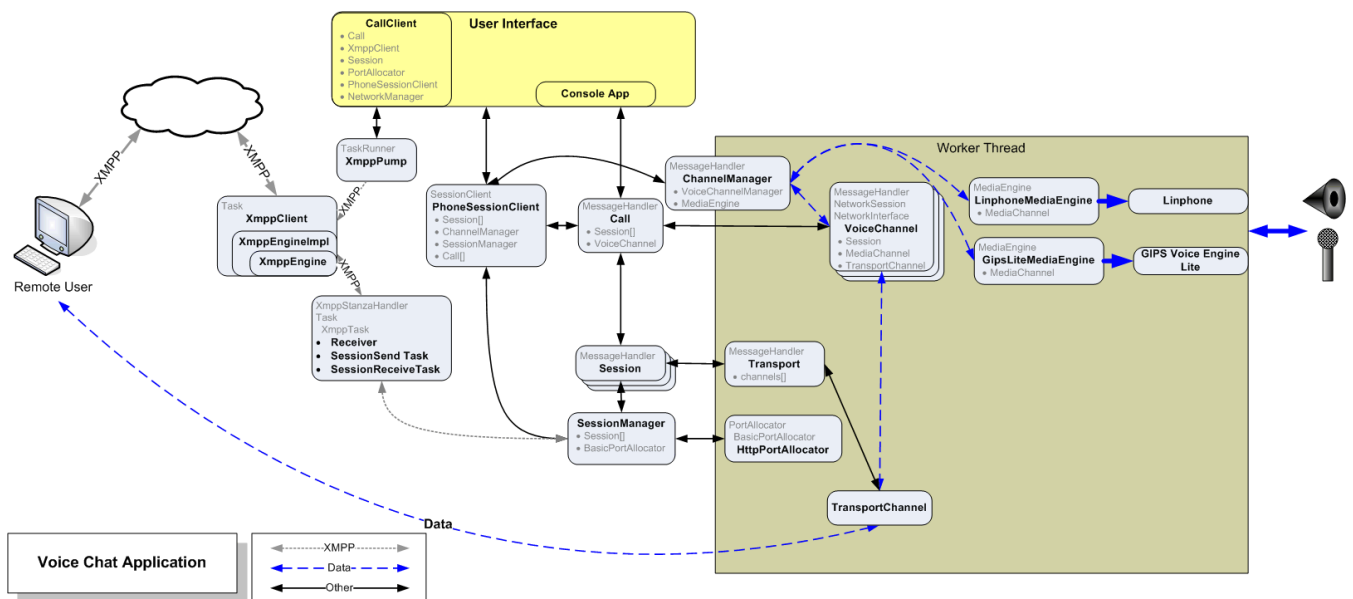 CallClient
User Interface
• Call
• XmppClient
• Session
• PortAllocator
• PhoneSessionClient
• NetworkManager
Console App
XMPP
XMPP
Remote User
TaskRunner
XmppPump
XMPP
Task
XmppClient
XmppEngineImpl
XmppEngine
XMPP
XmppStanzaHandler
Task
XmppTask
• Receiver
• SessionSend Task
• SessionReceiveTask
SessionClient
PhoneSessionClient
• Session[]
• ChannelManager
• SessionManager
• Call[]
MessageHandler
Call
• Session[]
• VoiceChannel
MessageHandler
Session
SessionManager
• Session[]
• BasicPortAllocator
Worker Thread
MessageHandler
ChannelManager
• VoiceChannelManager
• MediaEngine
MessageHandler
NetworkSession
NetworkInterface
VoiceChannel
• Session
• MediaChannel
• TransportChannel
MediaEngine
LinphoneMediaEngine
• MediaChannel
Linphone
MediaEngine
GipsLiteMediaEngine
• MediaChannel
GIPS Voice Engine
Lite
MessageHandler
Transport
• channels[]
PortAllocator
BasicPortAllocator
HttpPortAllocator
TransportChannel
Data
Voice Chat Application
XMPP
Data
Other